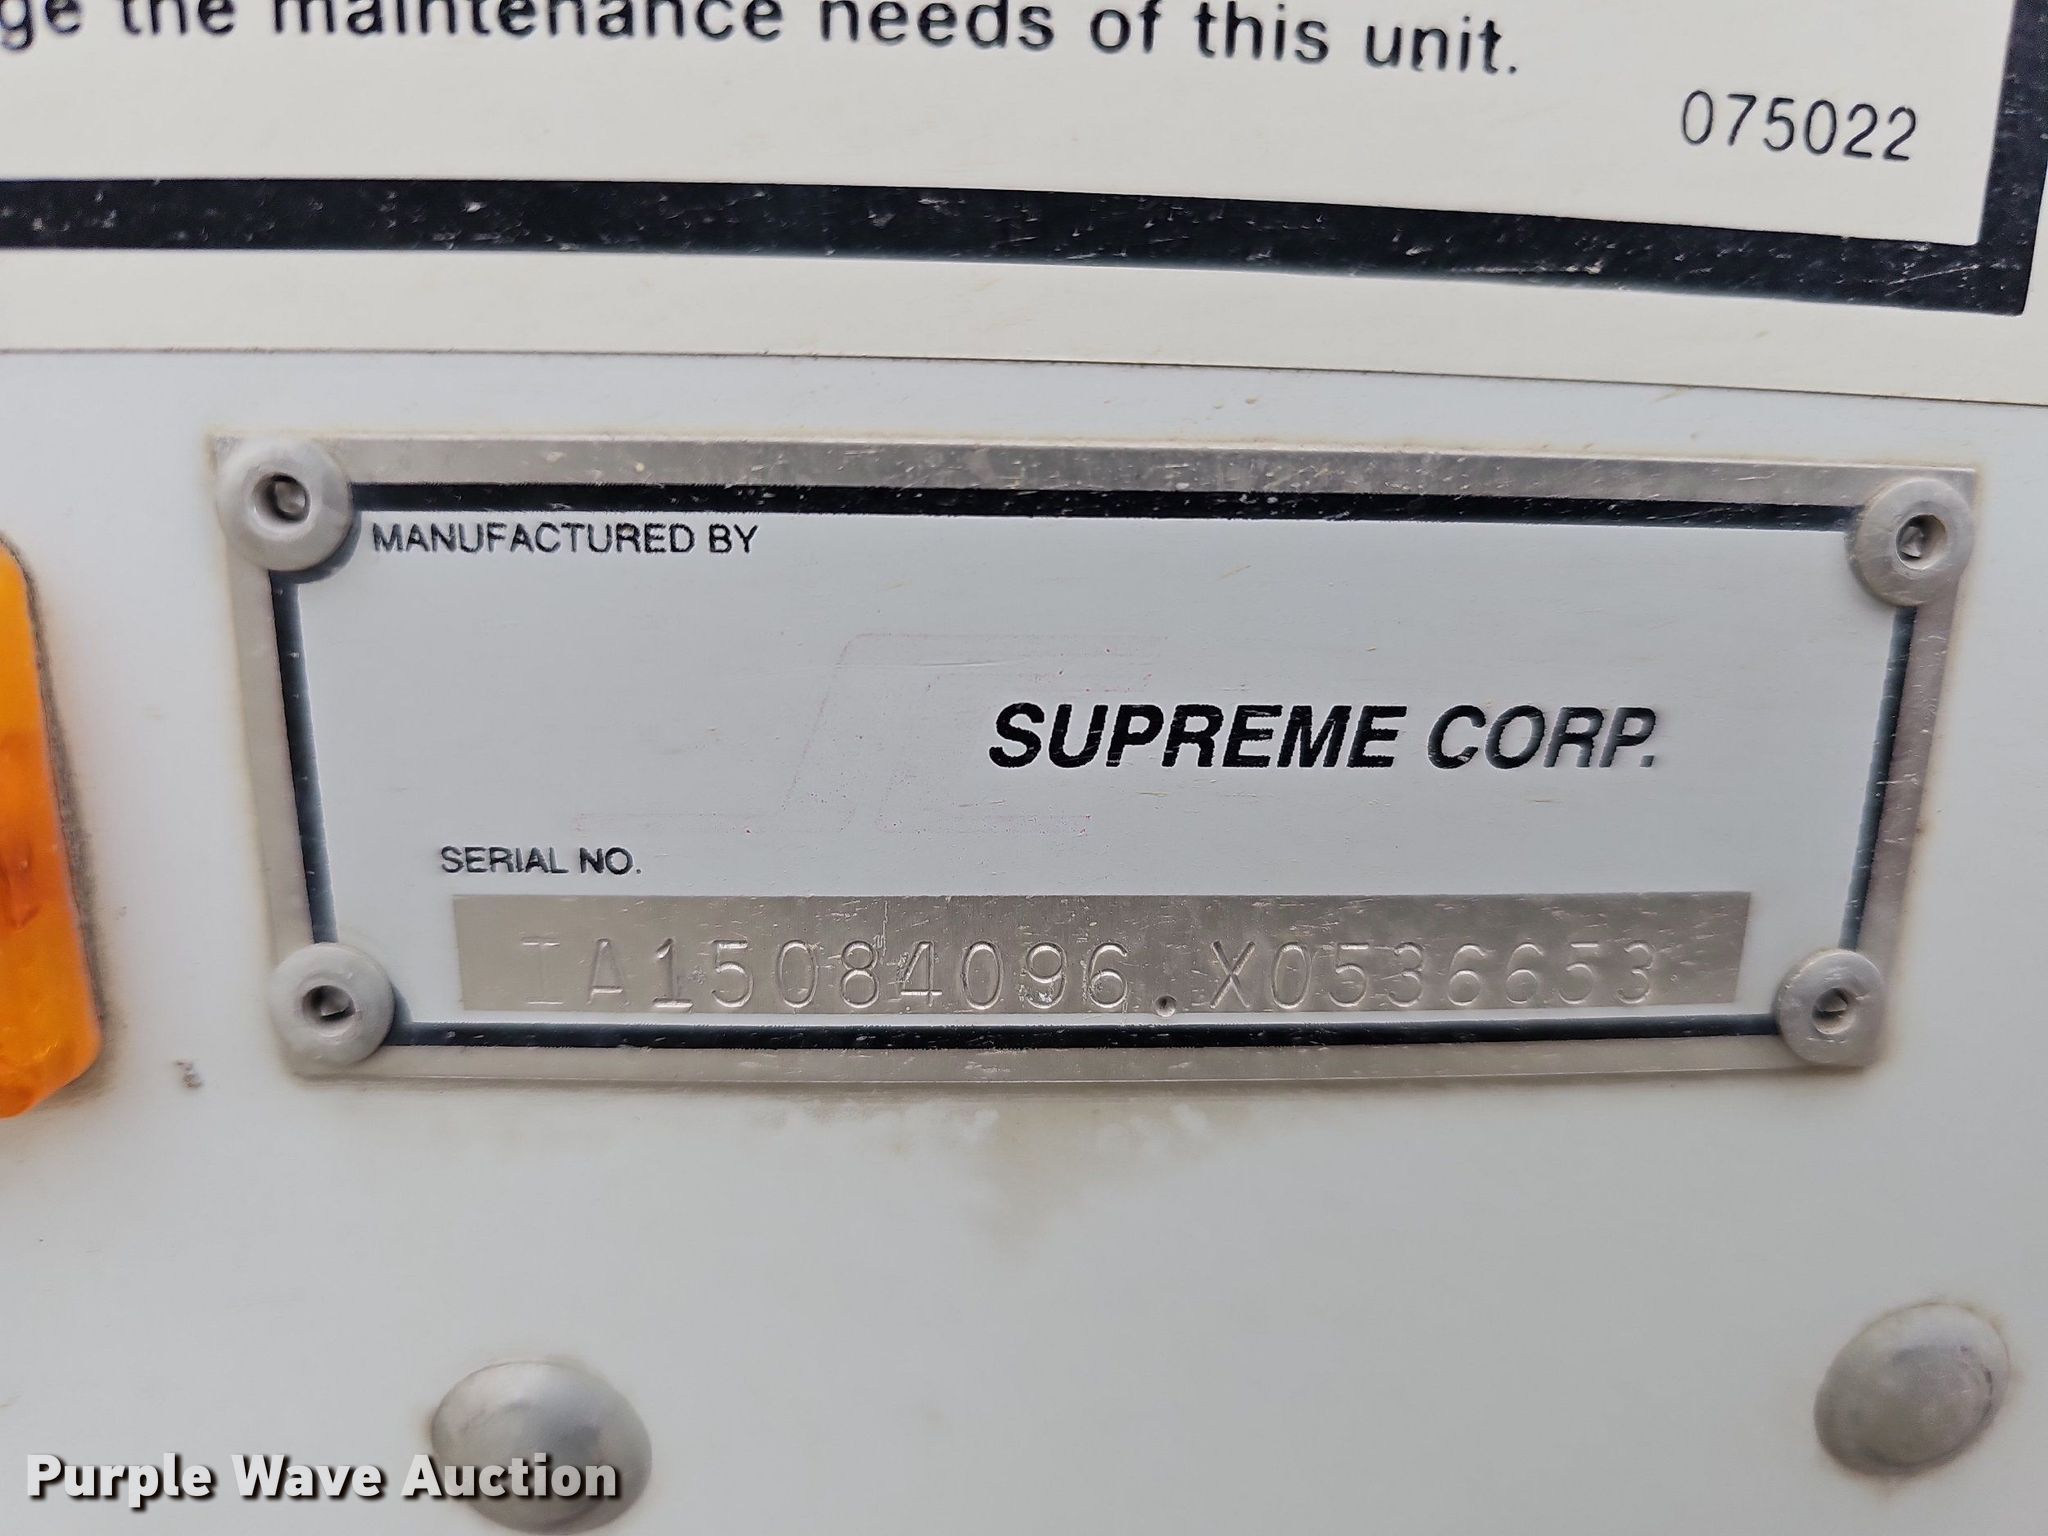 ge the maintenance needs of this unit.
075022
MANUFACTURED BY
SUPREME CORP.
SERIAL NO.
IA15084096.X0536653
Purple Wave Auction